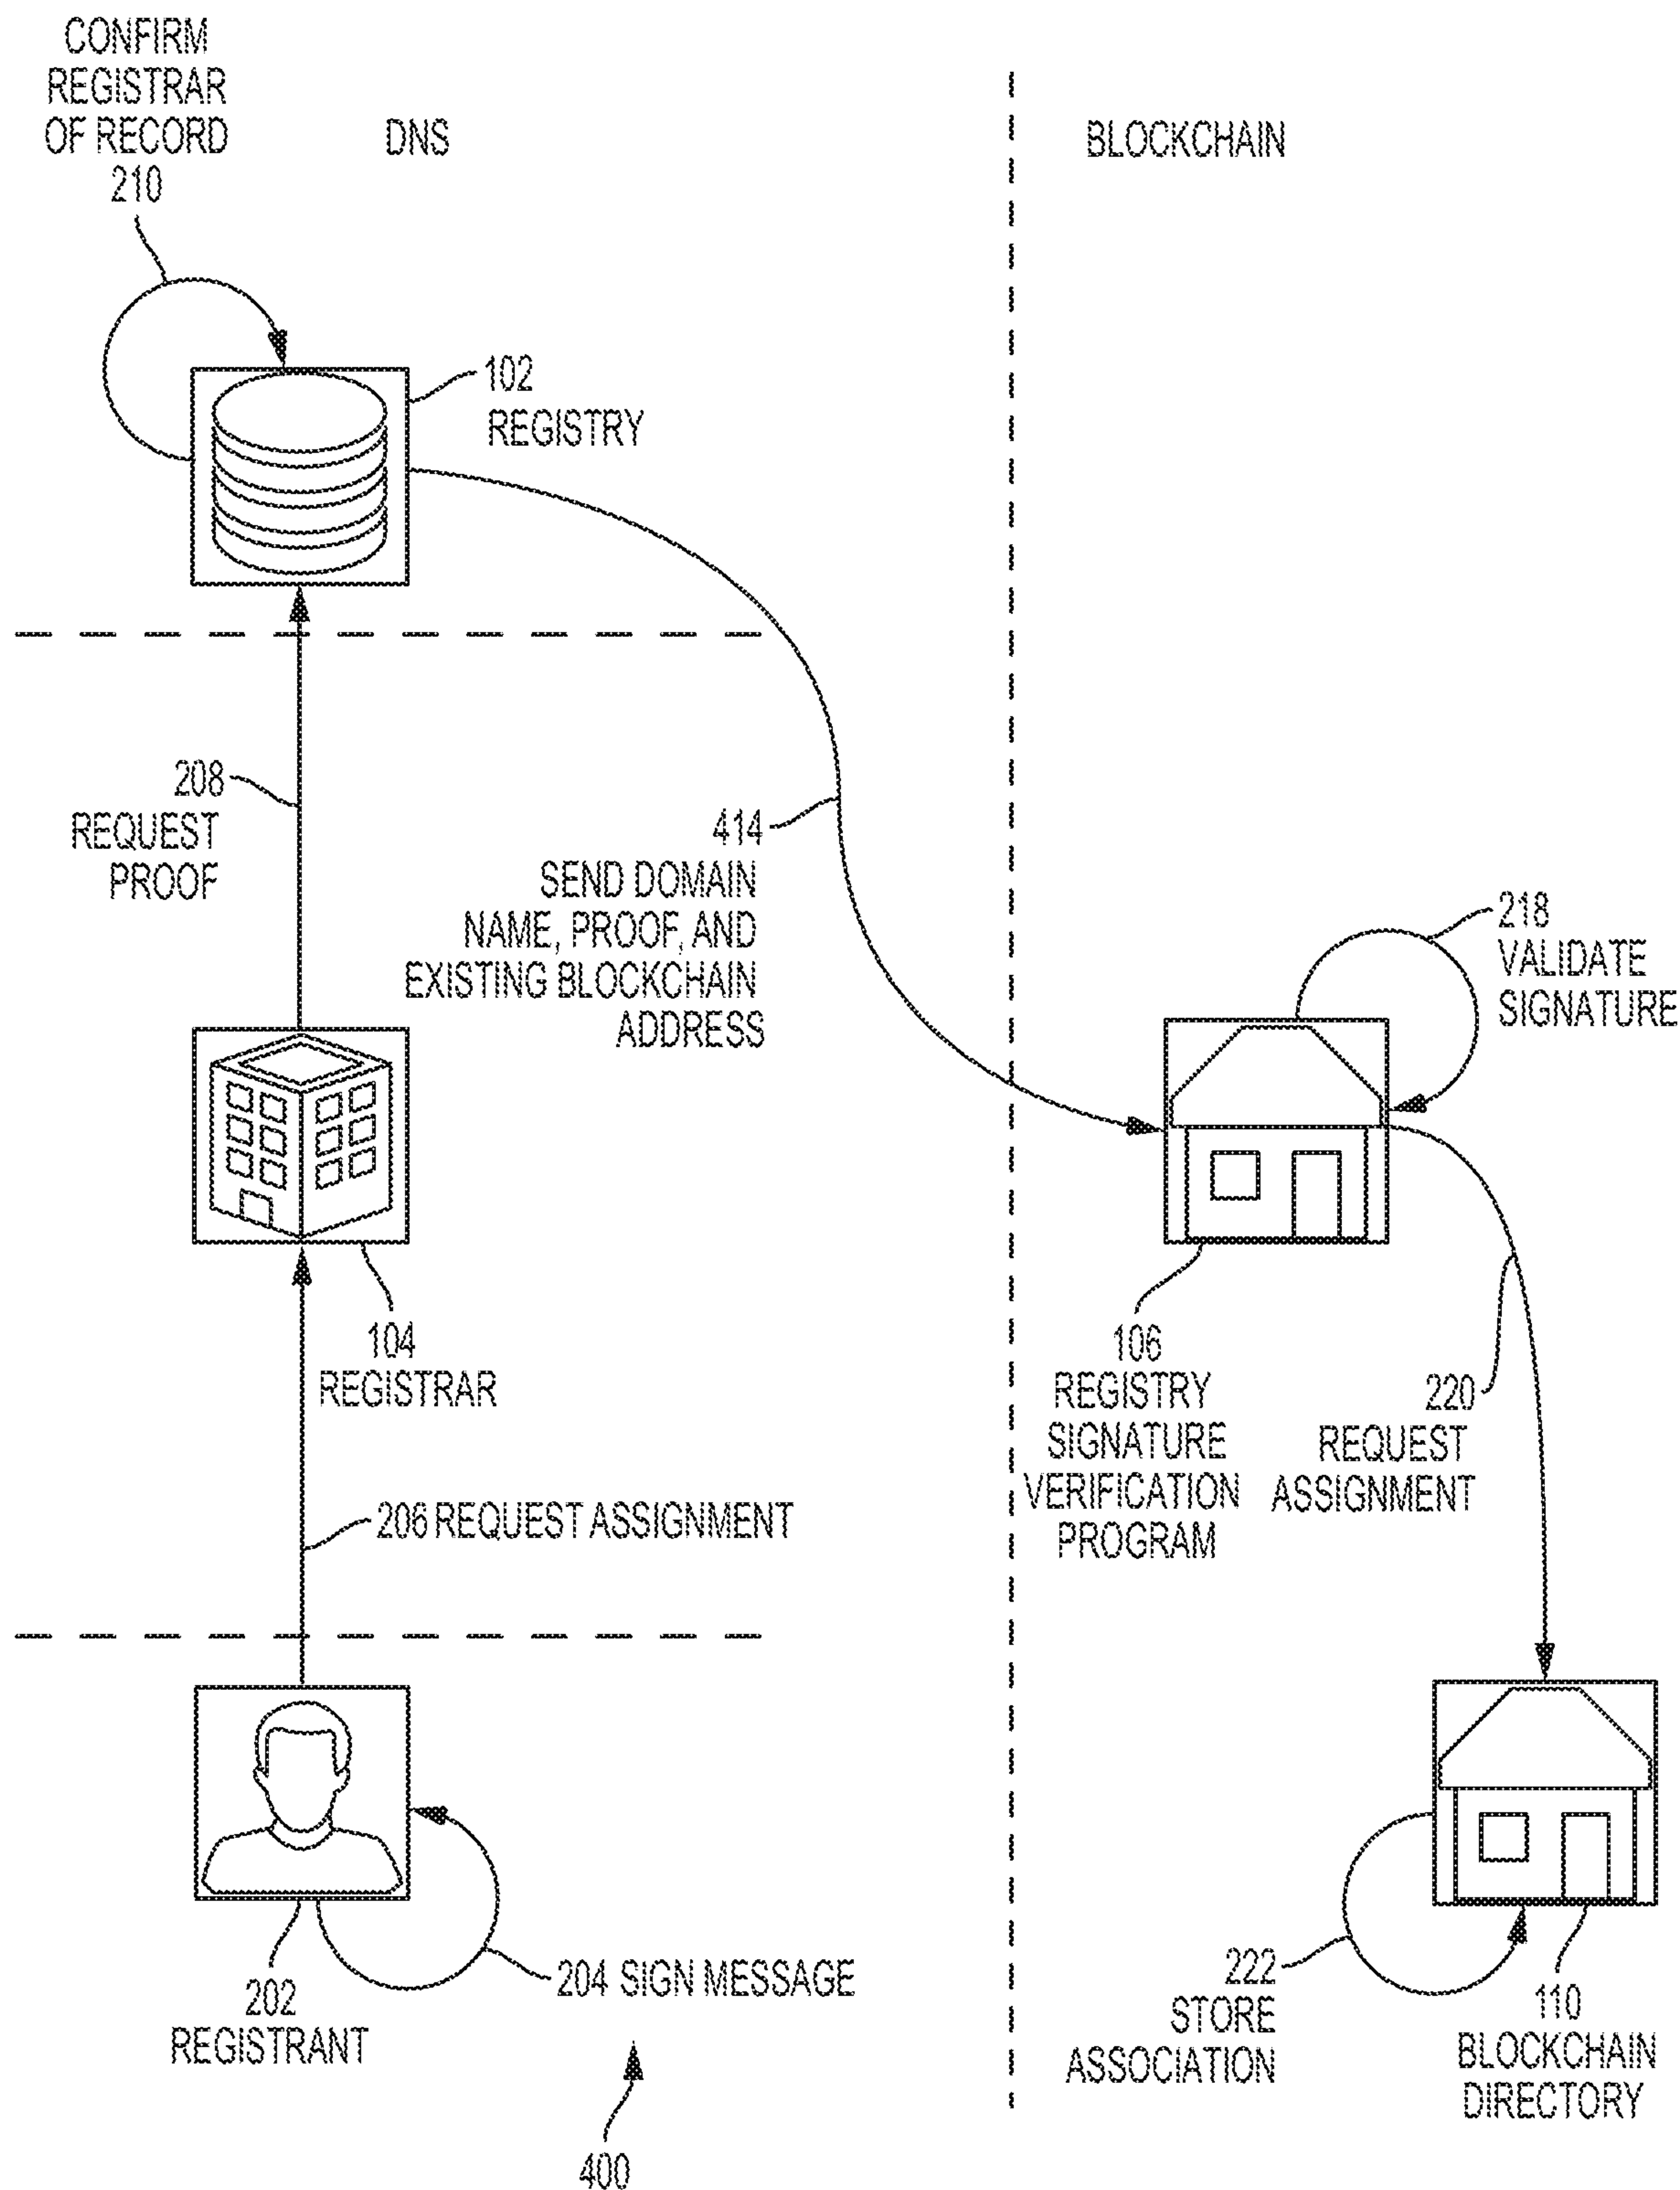 CONFIRM
REGISTRAR
OF RECORD
210
DNS
BLOCKCHAIN
102
REGISTRY
208
REQUEST
PROOF
414
SEND DOMAIN
NAME, PROOF, AND
EXISTING BLOCKCHAIN
ADDRESS
218
VALIDATE
SIGNATURE
104
REGISTRAR
106
REGISTRY
SIGNATURE
VERIFICATION
PROGRAM
220
REQUEST
ASSIGNMENT
206 REQUEST ASSIGNMENT
202
REGISTRANT
204 SIGN MESSAGE
222
STORE
ASSOCIATION
110
BLOCKCHAIN
DIRECTORY
400